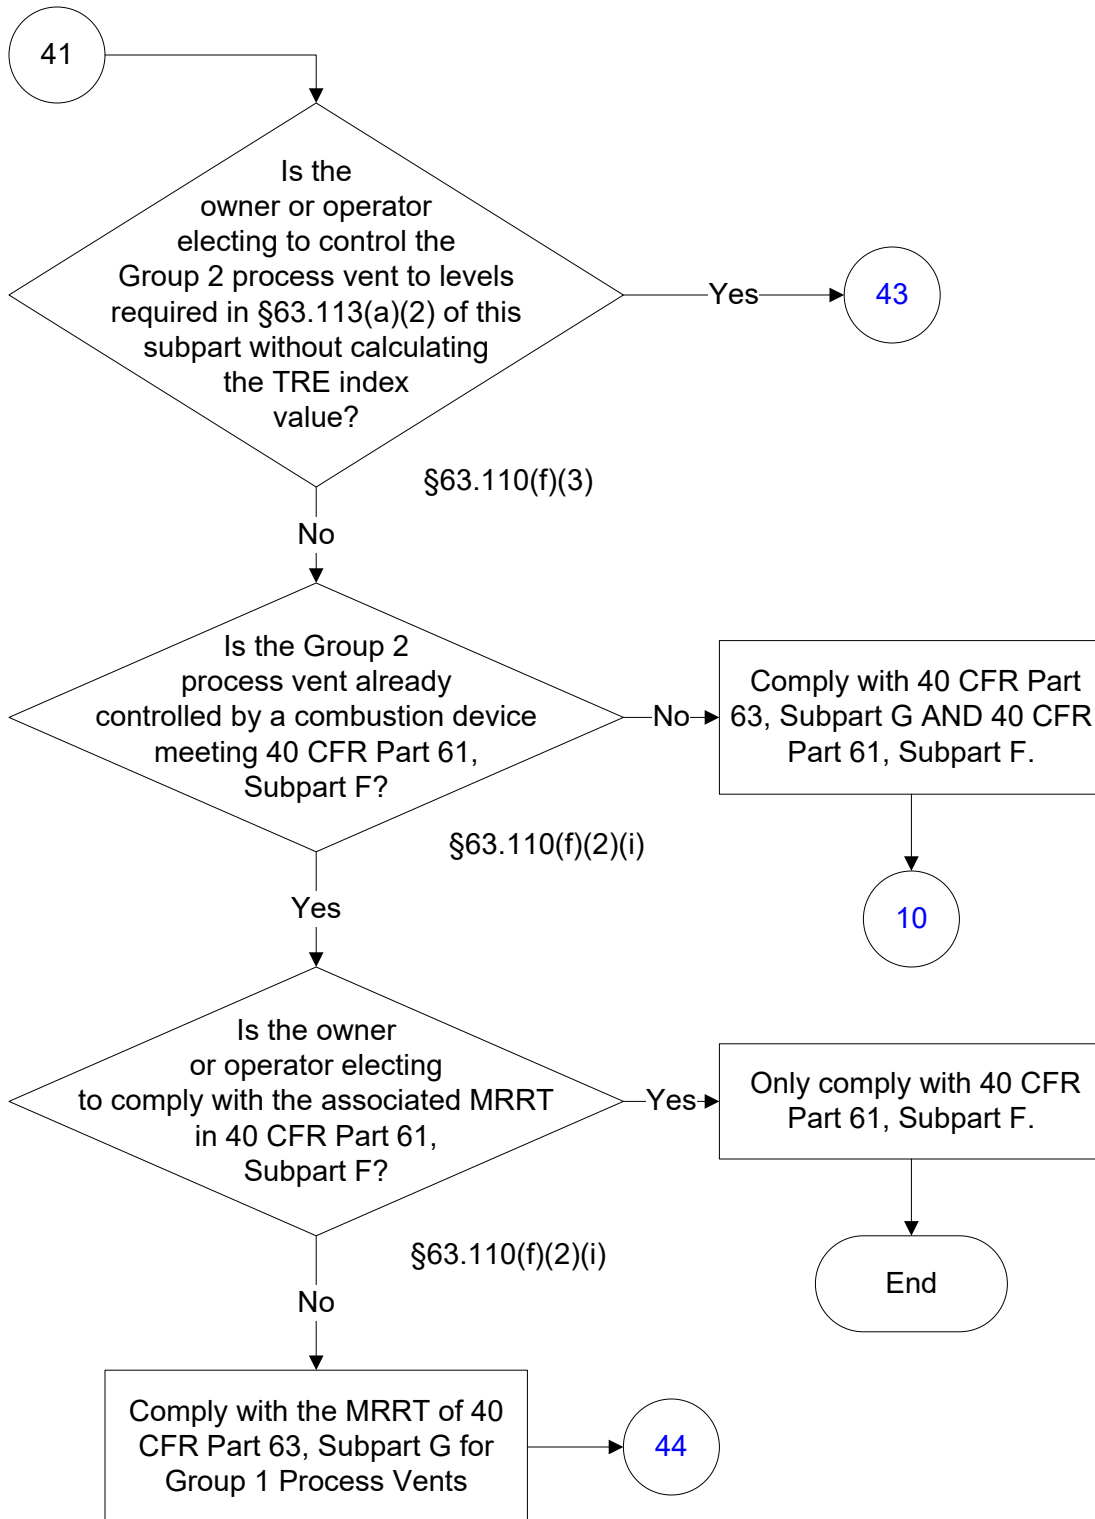 41
Is the
owner or operator
electing to control the
Group 2 process vent to levels
required in §63.113(a)(2) of this
subpart without calculating
the TRE index
value?
Yes
43
§63.110(f)(3)
No
Is the Group 2
process vent already
controlled by a combustion device
meeting 40 CFR Part 61,
Subpart F?
No
Comply with 40 CFR Part
63, Subpart G AND 40 CFR
Part 61, Subpart F.
§63.110(f)(2)(i)
10
Yes
Is the owner
or operator electing
to comply with the associated MRRT
in 40 CFR Part 61,
Subpart F?
Yes
Only comply with 40 CFR
Part 61, Subpart F.
§63.110(f)(2)(i)
End
No
Comply with the MRRT of 40
CFR Part 63, Subpart G for
Group 1 Process Vents
44